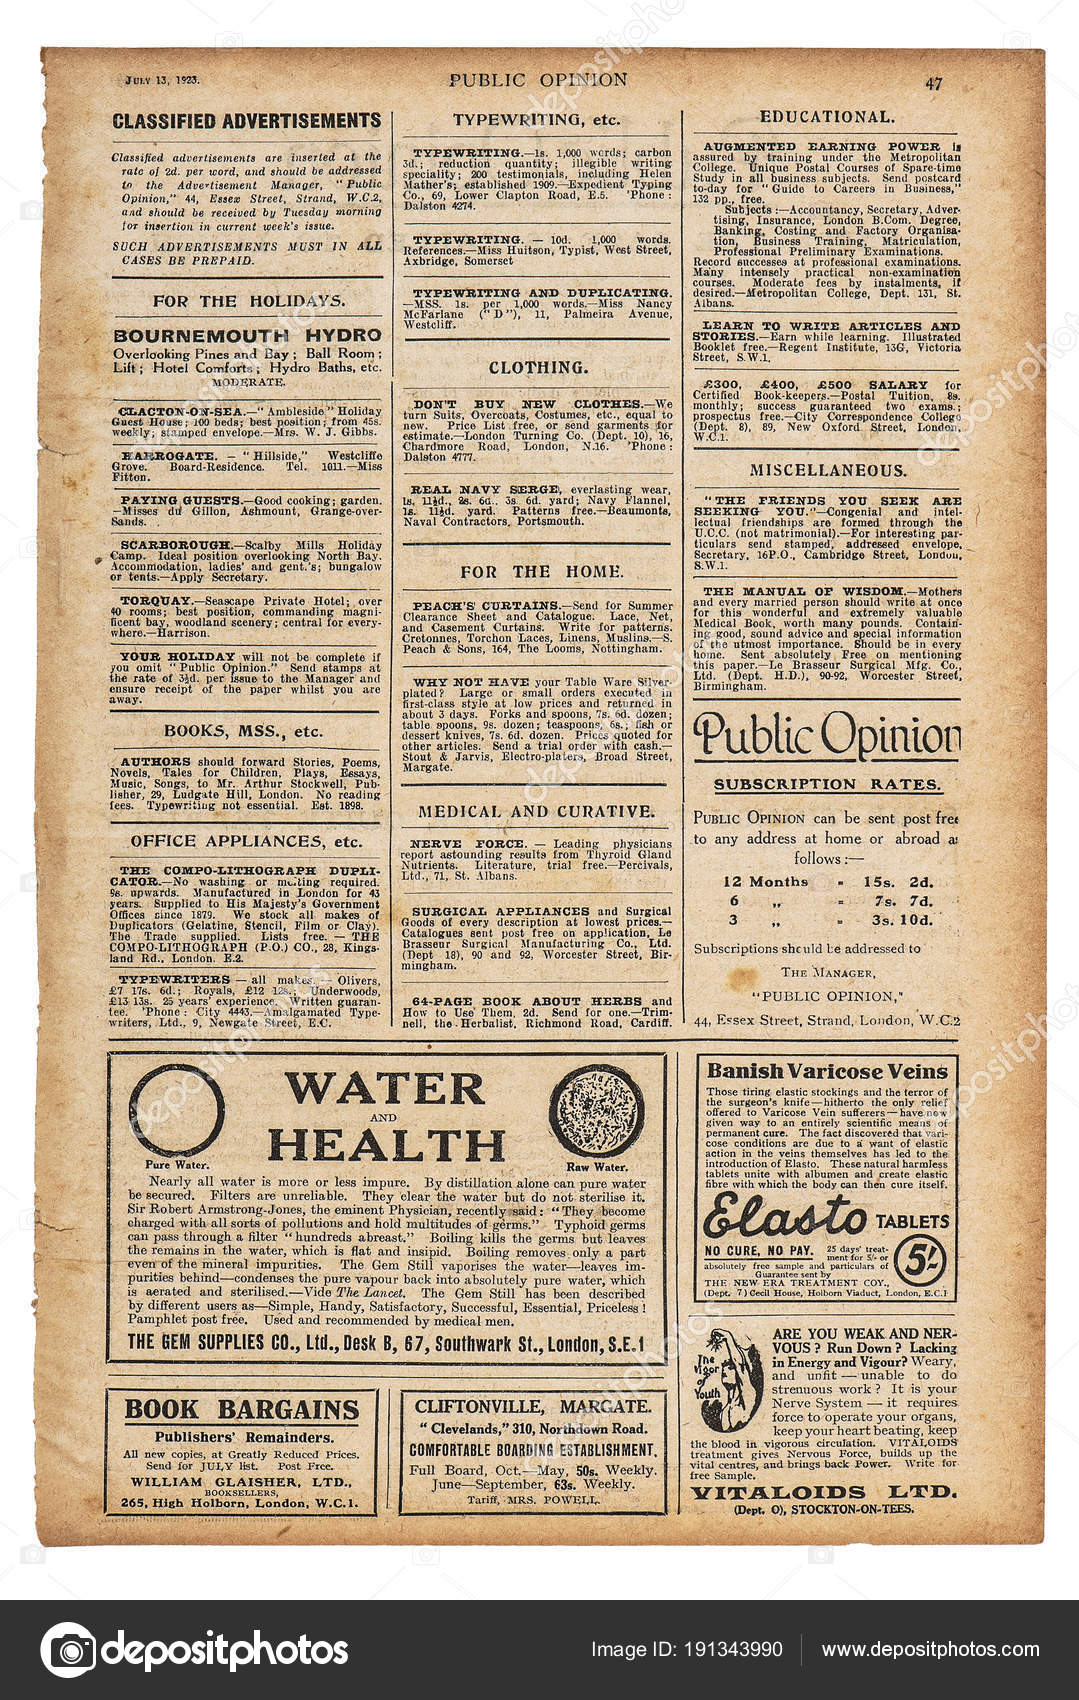 JULY 13, 1923.
PUBLIC OPINION
47
CLASSIFIED ADVERTISEMENTS
Classified advertisements are inserted at the
rate of 2d. per word, and should be addressed
to the Advertisement Manager, "Public
Opinion," 44, Essex Street, Strand, W.C.2,
and should be received by Tuesday morning
for insertion in current week's issue.
SUCH ADVERTISEMENTS MUST IN ALL
CASES BE PREPAID.
FOR THE HOLIDAYS.
BOURNEMOUTH HYDRO
Overlooking Pines and Bay; Ball Room;
Lift; Hotel Comforts; Hydro Baths, etc.
MODERATE.
CLACTON-ON-SEA.—"Ambleside" Holiday
Guest House; 100 beds; best position; from 45s.
weekly; stamped envelope.—Mrs. W. J. Gibbs.
HARROGATE. — "Hillside," Westcliffe
Grove. Board-Residence. Tel. 1011.—Miss
Fitton.
PAYING GUESTS.—Good cooking; garden.
—Misses du Gillon, Ashmount, Grange-over-
Sands.
SCARBOROUGH.—Scalby Mills Holiday
Camp. Ideal position overlooking North Bay.
Accommodation, ladies' and gent.'s; bungalow
or tents.—Apply Secretary.
TORQUAY.—Seascape Private Hotel; over
40 rooms; best position, commanding magni-
ficent bay, woodland scenery; central for every-
where.—Harrison.
YOUR HOLIDAY will not be complete if
you omit "Public Opinion." Send stamps at
the rate of 3½d. per issue to the Manager and
ensure receipt of the paper whilst you are
away.
BOOKS, MSS., etc.
AUTHORS should forward Stories, Poems,
Novels, Tales for Children, Plays, Essays,
Music, Songs, to Mr. Arthur Stockwell, Pub-
lisher, 29, Ludgate Hill, London. No reading
fees. Typewriting not essential. Est. 1898.
OFFICE APPLIANCES, etc.
THE COMPO-LITHOGRAPH DUPLI-
CATOR.—No washing or melting required.
9s. upwards. Manufactured in London for 43
years. Supplied to His Majesty's Government
Offices since 1879. We stock all makes of
Duplicators (Gelatine, Stencil, Film or Clay).
The Trade supplied. Lists free. — THE
COMPO-LITHOGRAPH (P.O.) CO., 28, Kings-
land Rd., London. E.2.
TYPEWRITERS — all makes. — Olivers,
£7 17s. 6d.; Royals, £12 12s.; Underwoods,
£13 13s. 25 years' experience. Written guaran-
tee. 'Phone: City 4443.—Amalgamated Type-
writers, Ltd., 9, Newgate Street, E.C.
TYPEWRITING, etc.
TYPEWRITING.—1s. 1,000 words; carbon
3d.; reduction quantity; illegible writing
speciality; 200 testimonials, including Helen
Mather's; established 1909.—Expedient Typing
Co., 69, Lower Clapton Road, E.5. 'Phone:
Dalston 4274.
TYPEWRITING. — 10d. 1,000 words.
References.—Miss Huitson, Typist, West Street,
Axbridge, Somerset
TYPEWRITING AND DUPLICATING.
—MSS. 1s. per 1,000 words.—Miss Nancy
McFarlane ("D"), 11, Palmeira Avenue,
Westcliff.
CLOTHING.
DON'T BUY NEW CLOTHES.—We
turn Suits, Overcoats, Costumes, etc., equal to
new. Price List free, or send garments for
estimate.—London Turning Co. (Dept. 10), 16,
Chardmore Road, London, N.16. 'Phone:
Dalston 4777.
REAL NAVY SERGE, everlasting wear,
1s. 11½d., 2s. 6d., 3s. 6d. yard; Navy Flannel,
1s. 11½d. yard. Patterns free.—Beaumonts,
Naval Contractors, Portsmouth.
FOR THE HOME.
PEACH'S CURTAINS.—Send for Summer
Clearance Sheet and Catalogue. Lace, Net,
and Casement Curtains. Write for patterns.
Cretonnes, Torchon Laces, Linens, Muslins.—S.
Peach & Sons, 164, The Looms, Nottingham.
WHY NOT HAVE your Table Ware Silver-
plated? Large or small orders executed in
first-class style at low prices and returned in
about 3 days. Forks and spoons, 7s. 6d. dozen;
table spoons, 9s. dozen; teaspoons, 6s.; fish or
dessert knives, 7s. 6d. dozen. Prices quoted for
other articles. Send a trial order with cash.—
Stout & Jarvis, Electro-platers, Broad Street,
Margate.
MEDICAL AND CURATIVE.
NERVE FORCE. — Leading physicians
report astounding results from Thyroid Gland
Nutrients. Literature, trial free.—Percivals,
Ltd., 71, St. Albans.
SURGICAL APPLIANCES and Surgical
Goods of every description at lowest prices.—
Catalogues sent post free on application, Le
Brasseur Surgical Manufacturing Co., Ltd.
(Dept 18), 90 and 92, Worcester Street, Bir-
mingham.
64-PAGE BOOK ABOUT HERBS and
How to Use Them, 2d. Send for one.—Trim-
nell, the Herbalist, Richmond Road, Cardiff.
EDUCATIONAL.
AUGMENTED EARNING POWER is
assured by training under the Metropolitan
College. Unique Postal Courses of Spare-time
Study in all business subjects. Send postcard
to-day for "Guide to Careers in Business,"
132 pp., free.
Subjects:—Accountancy, Secretary, Adver-
tising, Insurance, London B.Com. Degree,
Banking, Costing and Factory Organisa-
tion, Business Training, Matriculation,
Professional Preliminary Examinations.
Record successes at professional examinations.
Many intensely practical non-examination
courses. Moderate fees by instalments, if
desired.—Metropolitan College, Dept. 131, St.
Albans.
LEARN TO WRITE ARTICLES AND
STORIES.—Earn while learning. Illustrated
Booklet free.—Regent Institute, 13G, Victoria
Street, S.W.1.
£300, £400, £500 SALARY for
Certified Book-keepers.—Postal Tuition, 8s.
monthly; success guaranteed two exams.;
prospectus free.—City Correspondence College
(Dept. 8), 89, New Oxford Street, London,
W.C.1.
MISCELLANEOUS.
"THE FRIENDS YOU SEEK ARE
SEEKING YOU."—Congenial and intel-
lectual friendships are formed through the
U.C.C. (not matrimonial).—For interesting par-
ticulars send stamped, addressed envelope,
Secretary, 16P.O., Cambridge Street, London,
S.W.1.
THE MANUAL OF WISDOM.—Mothers
and every married person should write at once
for this wonderful and extremely valuable
Medical Book, worth many pounds. Contain-
ing good, sound advice and special information
of the utmost importance. Should be in every
home. Sent absolutely Free on mentioning
this paper.—Le Brasseur Surgical Mfg. Co.,
Ltd. (Dept. H.D.), 90-92, Worcester Street,
Birmingham.
Public Opinion
SUBSCRIPTION RATES.
PUBLIC OPINION can be sent post free
to any address at home or abroad as
follows:—
12 Months = 15s. 2d.
6 „ = 7s. 7d.
3 „ = 3s. 10d.
Subscriptions should be addressed to
THE MANAGER,
"PUBLIC OPINION,"
44, Essex Street, Strand, London, W.C.2
WATER
AND
HEALTH
Pure Water.
Raw Water.
Nearly all water is more or less impure. By distillation alone can pure water
be secured. Filters are unreliable. They clear the water but do not sterilise it.
Sir Robert Armstrong-Jones, the eminent Physician, recently said: "They become
charged with all sorts of pollutions and hold multitudes of germs." Typhoid germs
can pass through a filter "hundreds abreast." Boiling kills the germs but leaves
the remains in the water, which is flat and insipid. Boiling removes only a part
even of the mineral impurities. The Gem Still vaporises the water—leaves im-
purities behind—condenses the pure vapour back into absolutely pure water, which
is aerated and sterilised.—Vide The Lancet. The Gem Still has been described
by different users as—Simple, Handy, Satisfactory, Successful, Essential, Priceless!
Pamphlet post free. Used and recommended by medical men.
THE GEM SUPPLIES CO., Ltd., Desk B, 67, Southwark St., London, S.E.1
Banish Varicose Veins
Those tiring elastic stockings and the terror of
the surgeon's knife—hitherto the only relief
offered to Varicose Vein sufferers—have now
given way to an entirely scientific means of
permanent cure. The fact discovered that vari-
cose conditions are due to a want of elastic
action in the veins themselves has led to the
introduction of Elasto. These natural harmless
tablets unite with albumen and create elastic
fibre with which the body can then cure itself.
Elasto TABLETS
NO CURE, NO PAY. 25 days' treat-
ment for 5/- or
absolutely free sample and particulars of
Guarantee sent by
THE NEW ERA TREATMENT COY.,
(Dept. 7) Cecil House, Holborn Viaduct, London, E.C.1
5/-
The
Vigor
of
Youth
ARE YOU WEAK AND NER-
VOUS? Run Down? Lacking
in Energy and Vigour? Weary,
and unfit — unable to do
strenuous work? It is your
Nerve System — it requires
force to operate your organs,
keep your heart beating, keep
the blood in vigorous circulation. VITALOIDS
treatment gives Nervous Force, builds up the
vital centres, and brings back Power. Write for
free Sample.
VITALOIDS LTD.
(Dept. O), STOCKTON-ON-TEES.
BOOK BARGAINS
Publishers' Remainders.
All new copies, at Greatly Reduced Prices.
Send for JULY list. Post Free.
WILLIAM GLAISHER, LTD.,
BOOKSELLERS,
265, High Holborn, London, W.C.1.
CLIFTONVILLE, MARGATE.
"Clevelands," 310, Northdown Road.
COMFORTABLE BOARDING ESTABLISHMENT.
Full Board, Oct.—May, 50s. Weekly.
June—September, 63s. Weekly.
Tariff, MRS. POWELL.
depositphotos
Image ID: 191343990
www.depositphotos.com